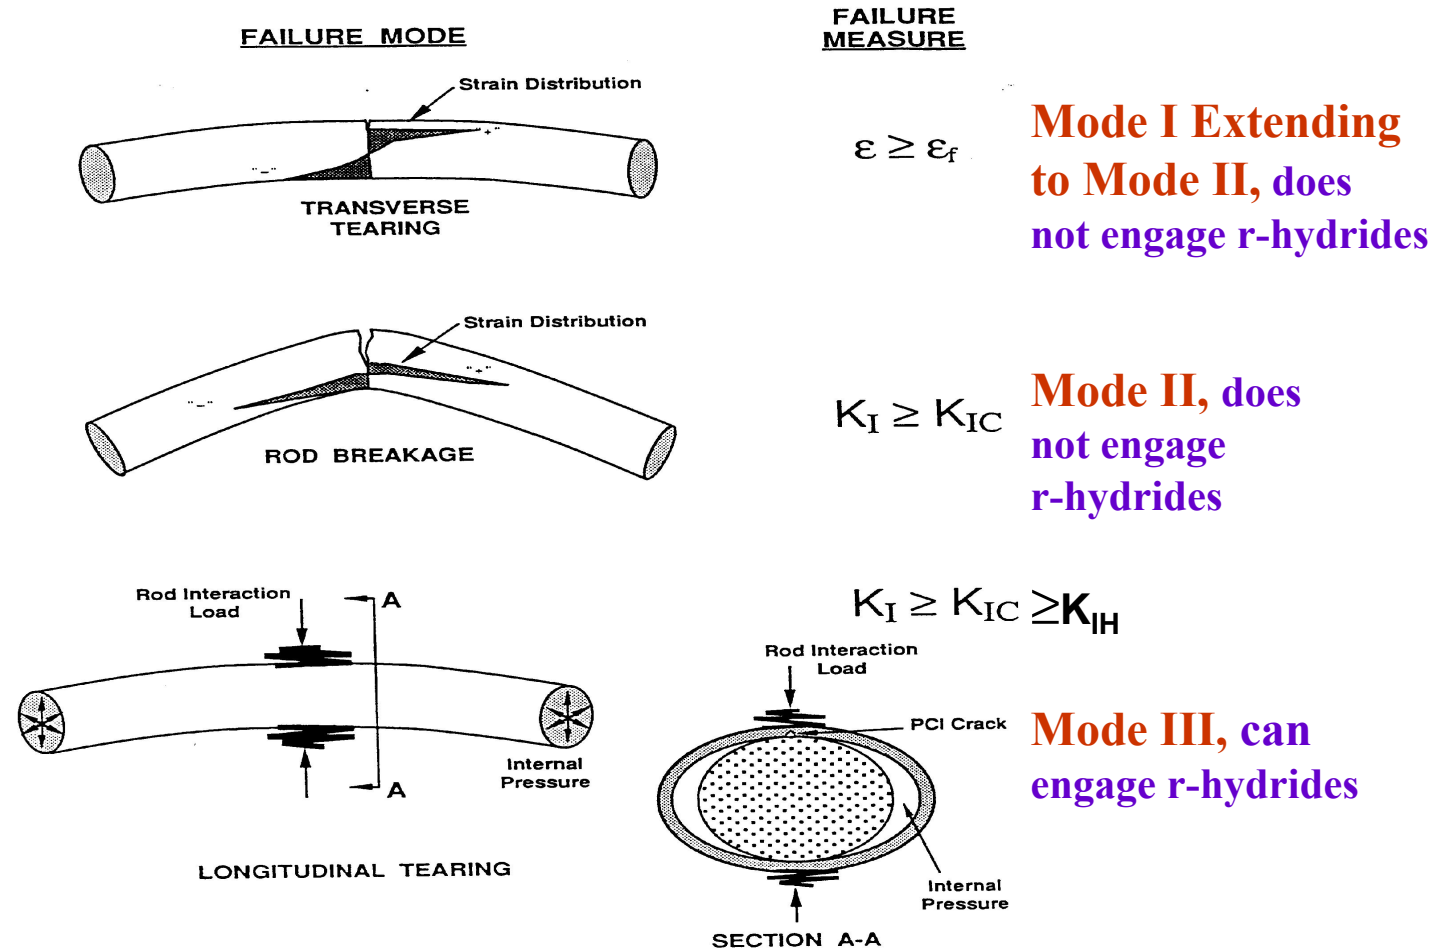 FAILURE MODE
FAILURE
MEASURE
Strain Distribution
"+"
"–"
TRANSVERSE
TEARING
ε ≥ εf
Mode I Extending
to Mode II, does
not engage r-hydrides
Strain Distribution
"+"
"–"
ROD BREAKAGE
KI ≥ KIC
Mode II, does
not engage
r-hydrides
Rod Interaction
Load
A
A
Internal
Pressure
LONGITUDINAL TEARING
KI ≥ KIC ≥KIH
Rod Interaction
Load
PCI Crack
Internal
Pressure
SECTION A-A
Mode III, can
engage r-hydrides